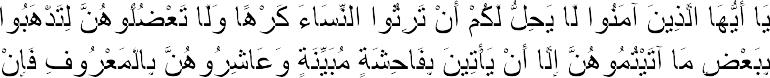 يَا أَيُّهَا الَّذِينَ آمَنُوا لَا يَحِلُّ لَكُمْ أَنْ تَرِثُوا النِّسَاءَ كَرْهًا وَلَا تَعْضُلُوهُنَّ لِتَذْهَبُوا
بِبَعْضِ مَا آتَيْتُمُوهُنَّ إِلَّا أَنْ يَأْتِينَ بِفَاحِشَةٍ مُبَيِّنَةٍ وَعَاشِرُوهُنَّ بِالْمَعْرُوفِ فَإِنْ